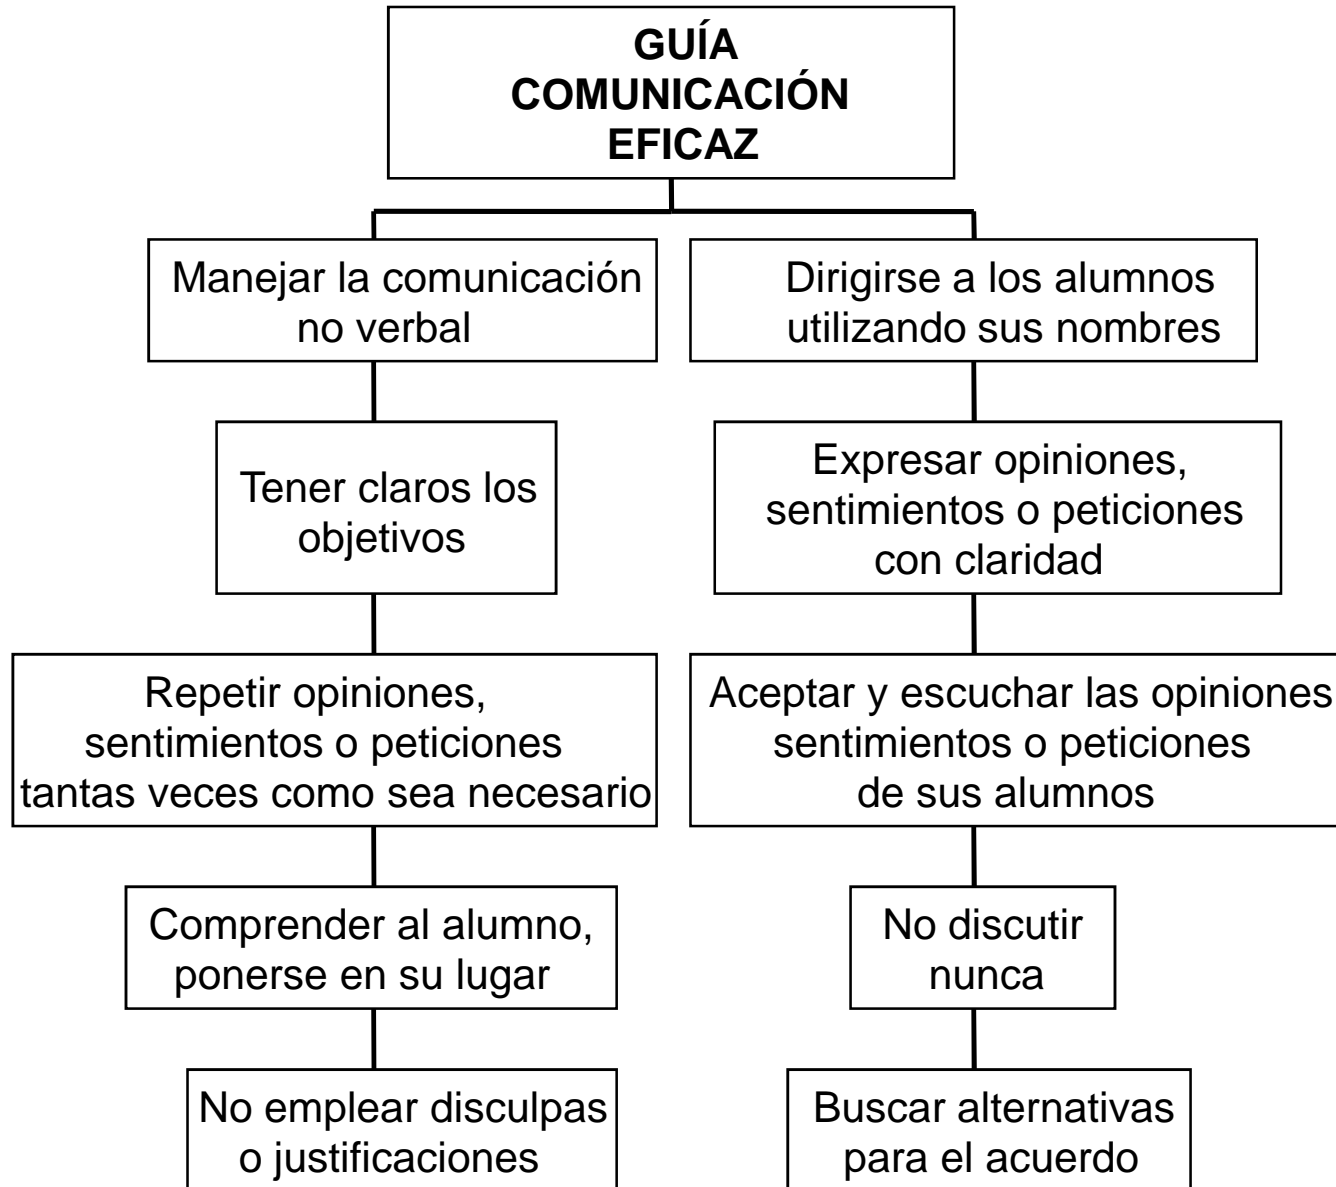 GUÍA
COMUNICACIÓN
EFICAZ
Manejar la comunicación
no verbal
Dirigirse a los alumnos
utilizando sus nombres
Tener claros los
objetivos
Expresar opiniones,
sentimientos o peticiones
con claridad
Repetir opiniones,
sentimientos o peticiones
tantas veces como sea necesario
Aceptar y escuchar las opiniones
sentimientos o peticiones
de sus alumnos
Comprender al alumno,
ponerse en su lugar
No discutir
nunca
No emplear disculpas
o justificaciones
Buscar alternativas
para el acuerdo